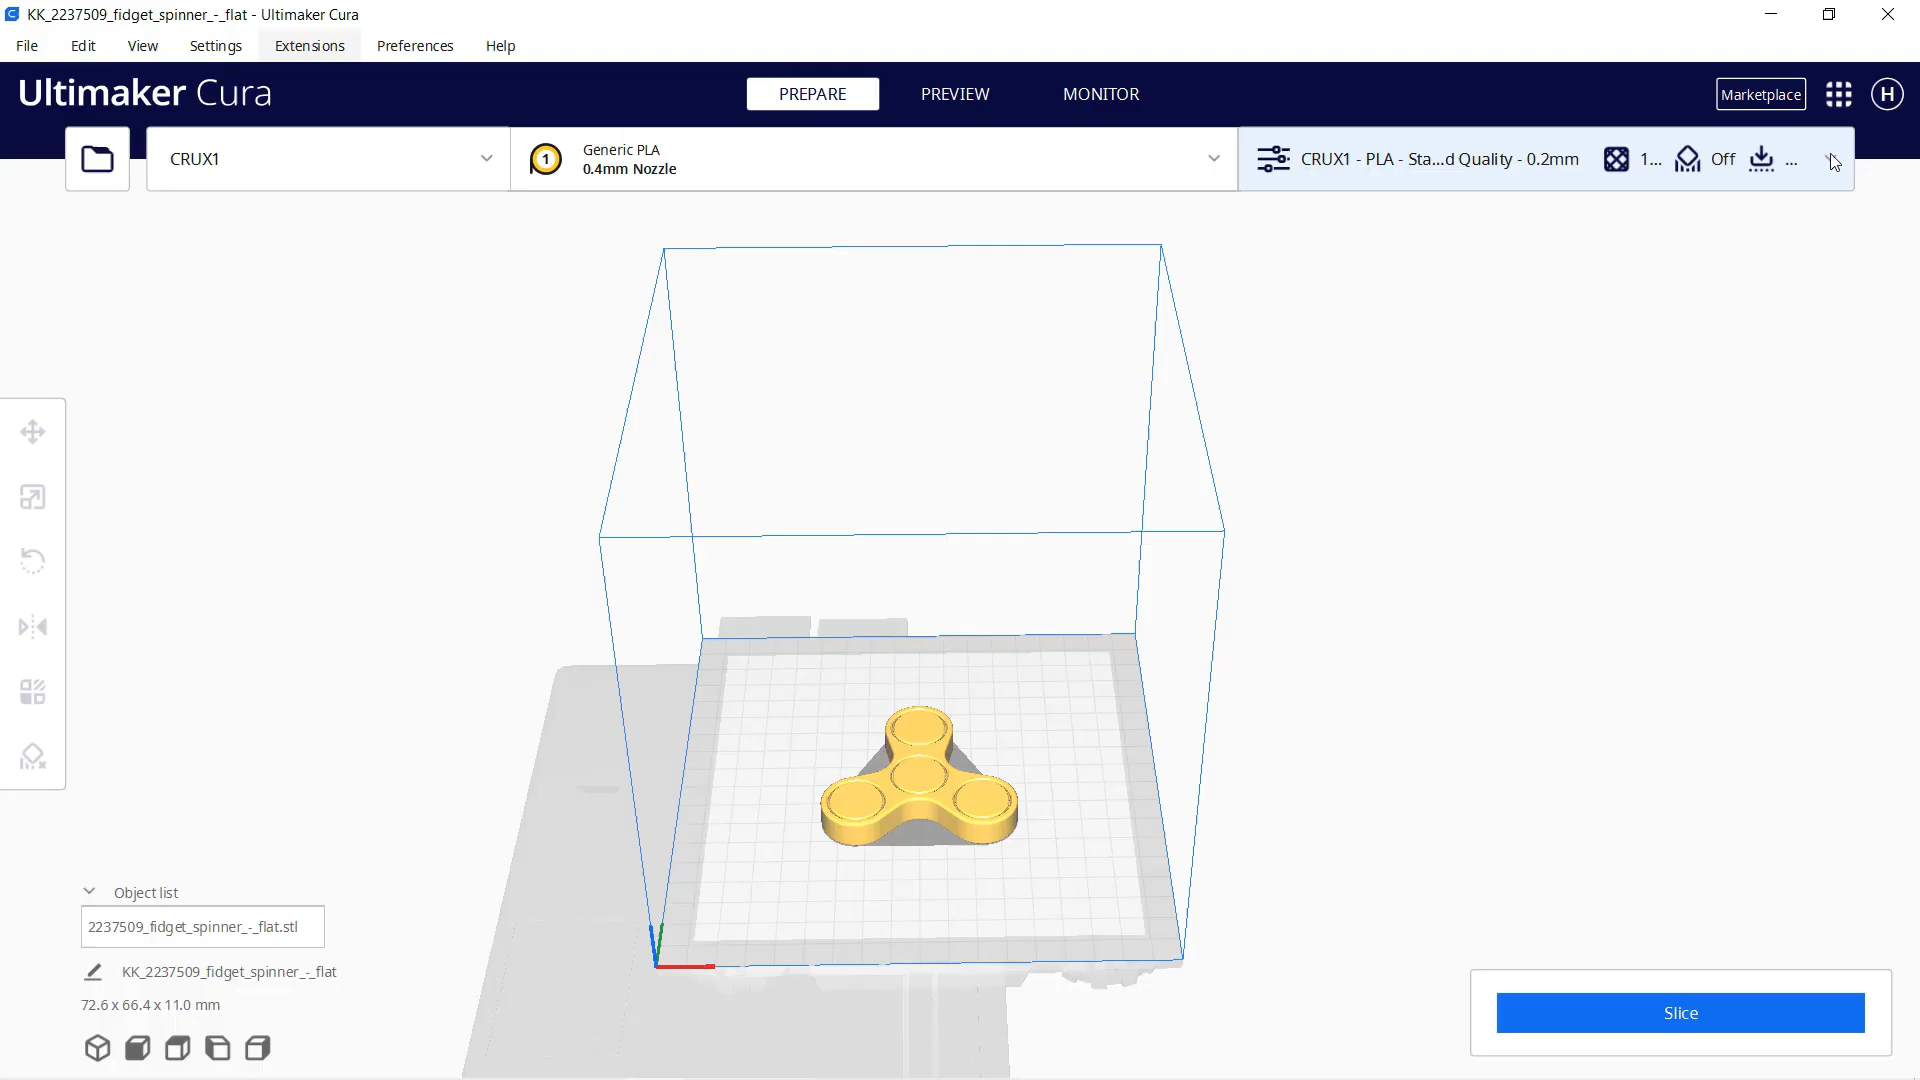 KK_2237509_fidget_spinner_-_flat - Ultimaker Cura
File Edit View Settings Extensions Preferences Help
Ultimaker Cura
PREPARE PREVIEW MONITOR
Marketplace
H
CRUX1
1
Generic PLA
0.4mm Nozzle
CRUX1 - PLA - Sta...d Quality - 0.2mm 1... Off ...
Object list
2237509_fidget_spinner_-_flat.stl
KK_2237509_fidget_spinner_-_flat
72.6 x 66.4 x 11.0 mm
Slice